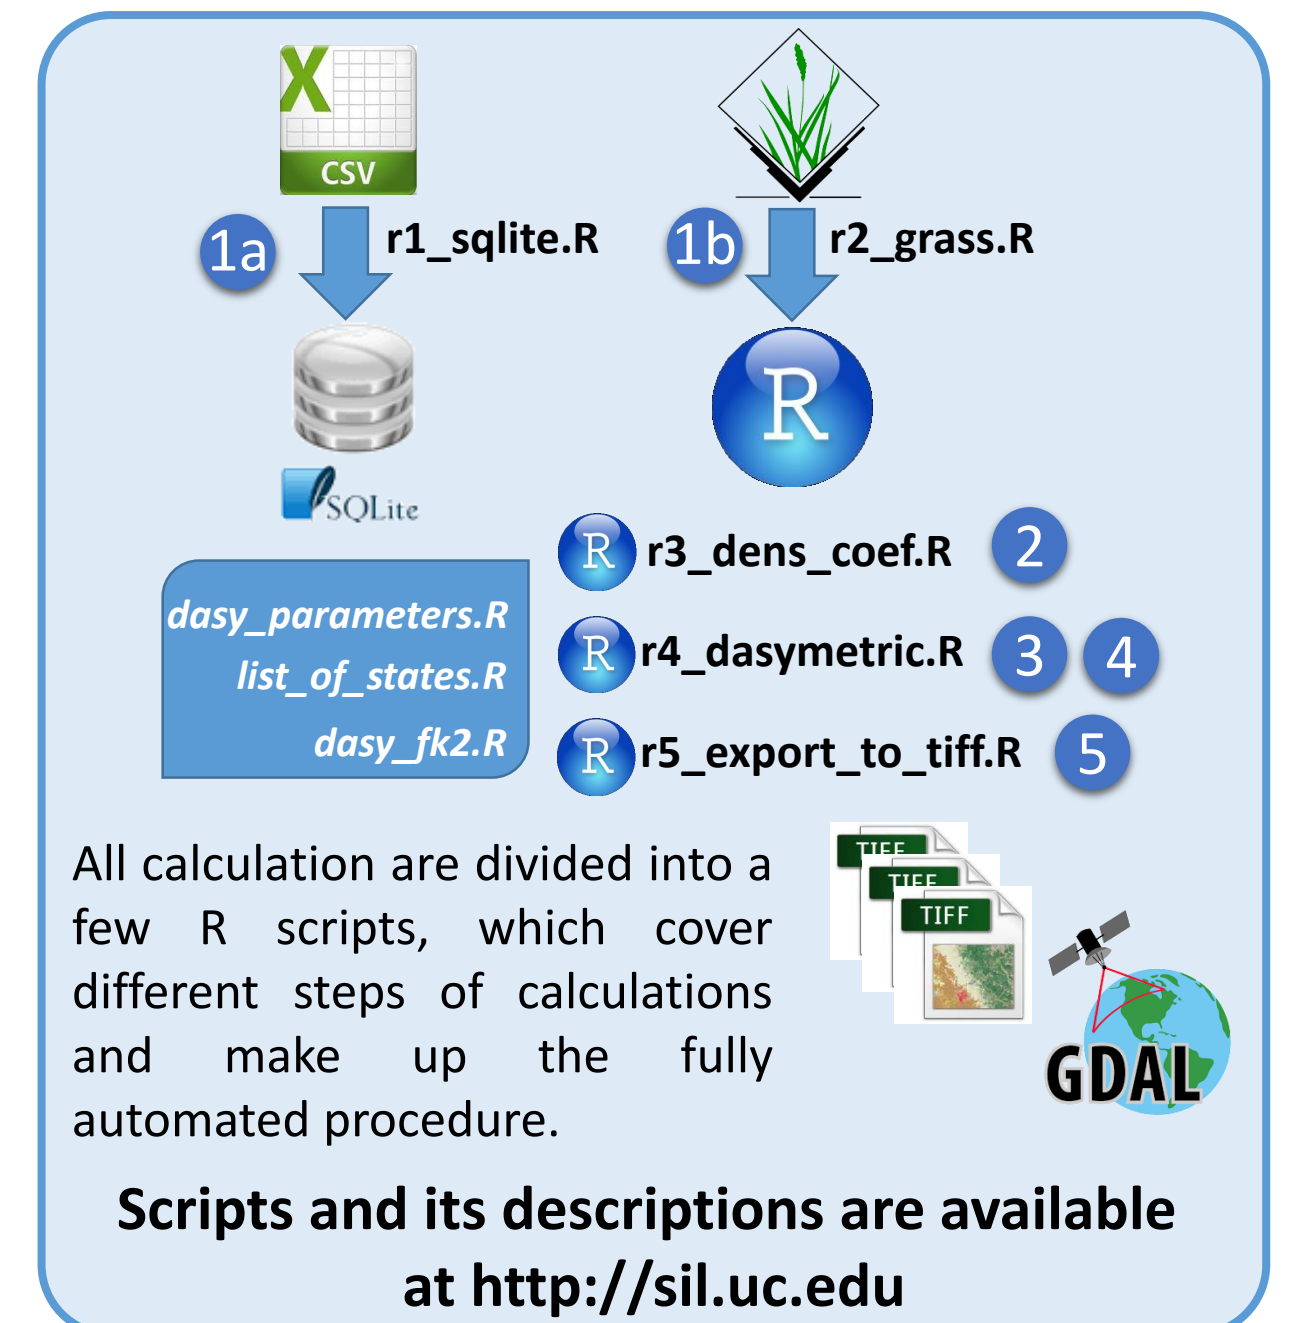 X
CSV
1a
r1_sqlite.R
1b
r2_grass.R
R
SQLite
dasy_parameters.R
list_of_states.R
dasy_fk2.R
R r3_dens_coef.R 2
R r4_dasymetric.R 3 4
R r5_export_to_tiff.R 5
All calculation are divided into a
few R scripts, which cover
different steps of calculations
and make up the fully
automated procedure.
TIFF
TIFF
TIFF
GDAL
Scripts and its descriptions are available
at http://sil.uc.edu